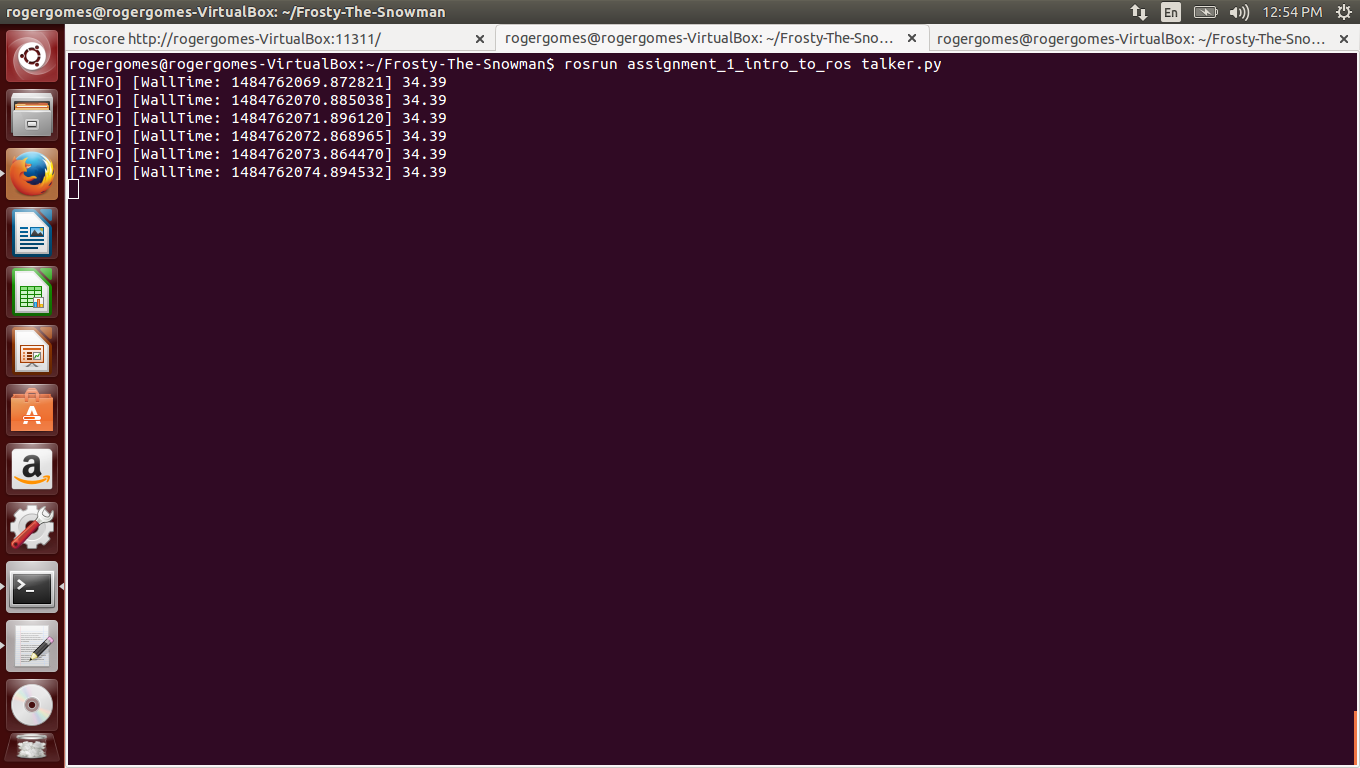 rogergomes@rogergomes-VirtualBox: ~/Frosty-The-Snowman
En
12:54 PM
roscore http://rogergomes-VirtualBox:11311/
rogergomes@rogergomes-VirtualBox: ~/Frosty-The-Sno...
rogergomes@rogergomes-VirtualBox: ~/Frosty-The-Sno...
rogergomes@rogergomes-VirtualBox:~/Frosty-The-Snowman$ rosrun assignment_1_intro_to_ros talker.py
[INFO] [WallTime: 1484762069.872821] 34.39
[INFO] [WallTime: 1484762070.885038] 34.39
[INFO] [WallTime: 1484762071.896120] 34.39
[INFO] [WallTime: 1484762072.868965] 34.39
[INFO] [WallTime: 1484762073.864470] 34.39
[INFO] [WallTime: 1484762074.894532] 34.39